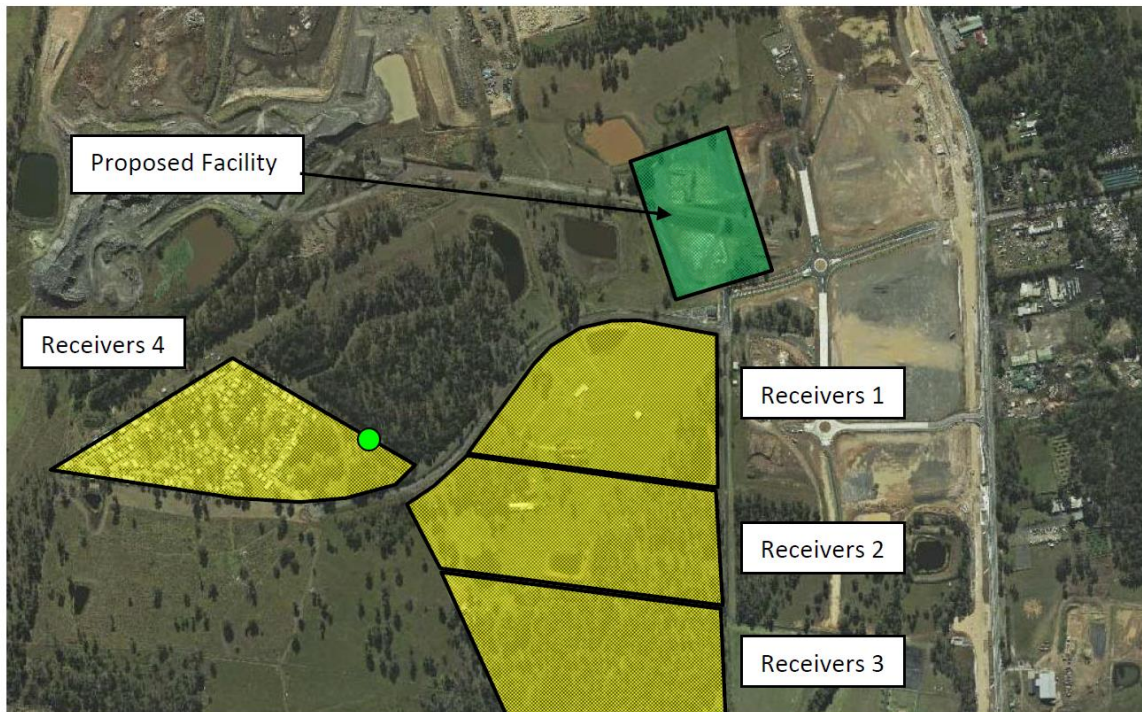 Proposed Facility
Receivers 4
Receivers 1
Receivers 2
Receivers 3